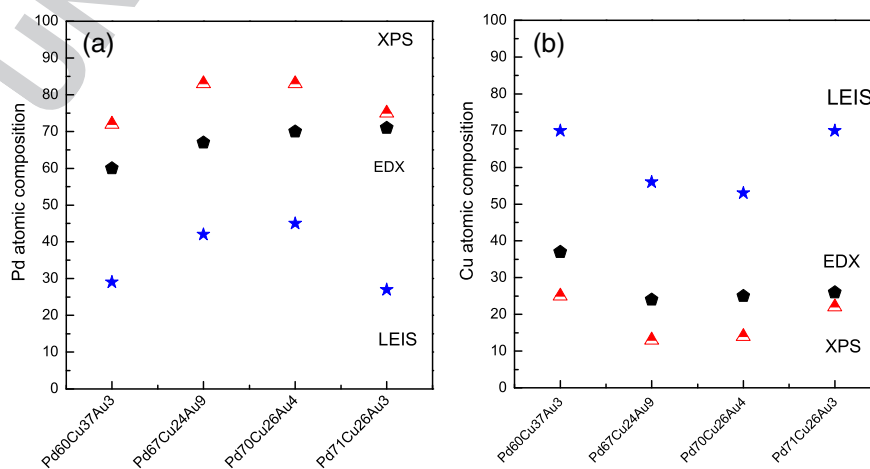 UN
(a)
XPS
EDX
LEIS
Pd atomic composition
100
90
80
70
60
50
40
30
20
10
0
Pd60Cu37Au3
Pd67Cu24Au9
Pd70Cu26Au4
Pd71Cu26Au3
(b)
LEIS
EDX
XPS
Cu atomic composition
100
90
80
70
60
50
40
30
20
10
0
Pd60Cu37Au3
Pd67Cu24Au9
Pd70Cu26Au4
Pd71Cu26Au3